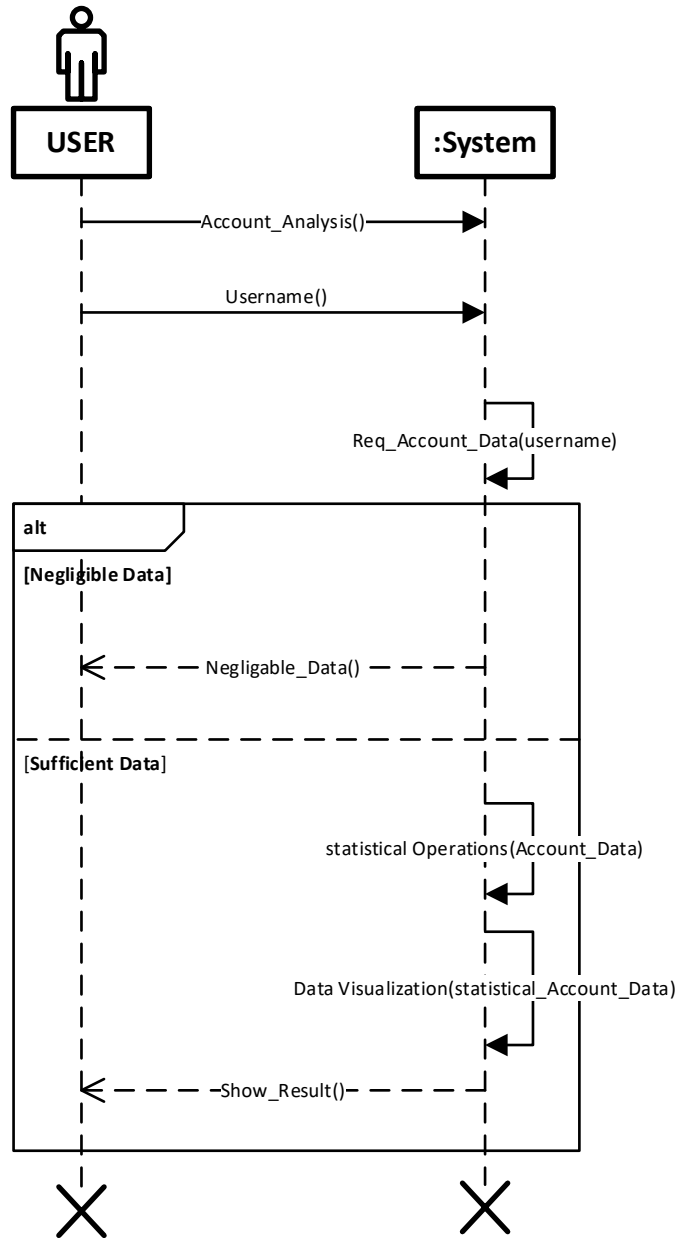 USER
:System
Account_Analysis()
Username()
Req_Account_Data(username)
alt
[Negligible Data]
Negligable_Data()
[Sufficient Data]
statistical Operations(Account_Data)
Data Visualization(statistical_Account_Data)
Show_Result()